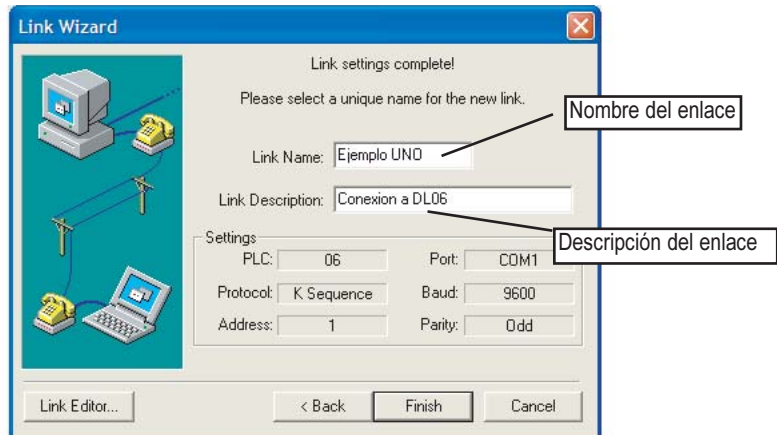 Link Wizard
Link settings complete!
Please select a unique name for the new link.
Nombre del enlace
Link Name: Ejemplo UNO
Link Description: Conexion a DL06
Descripción del enlace
Settings
PLC: 06 Port: COM1
Protocol: K Sequence Baud: 9600
Address: 1 Parity: Odd
Link Editor... < Back Finish Cancel